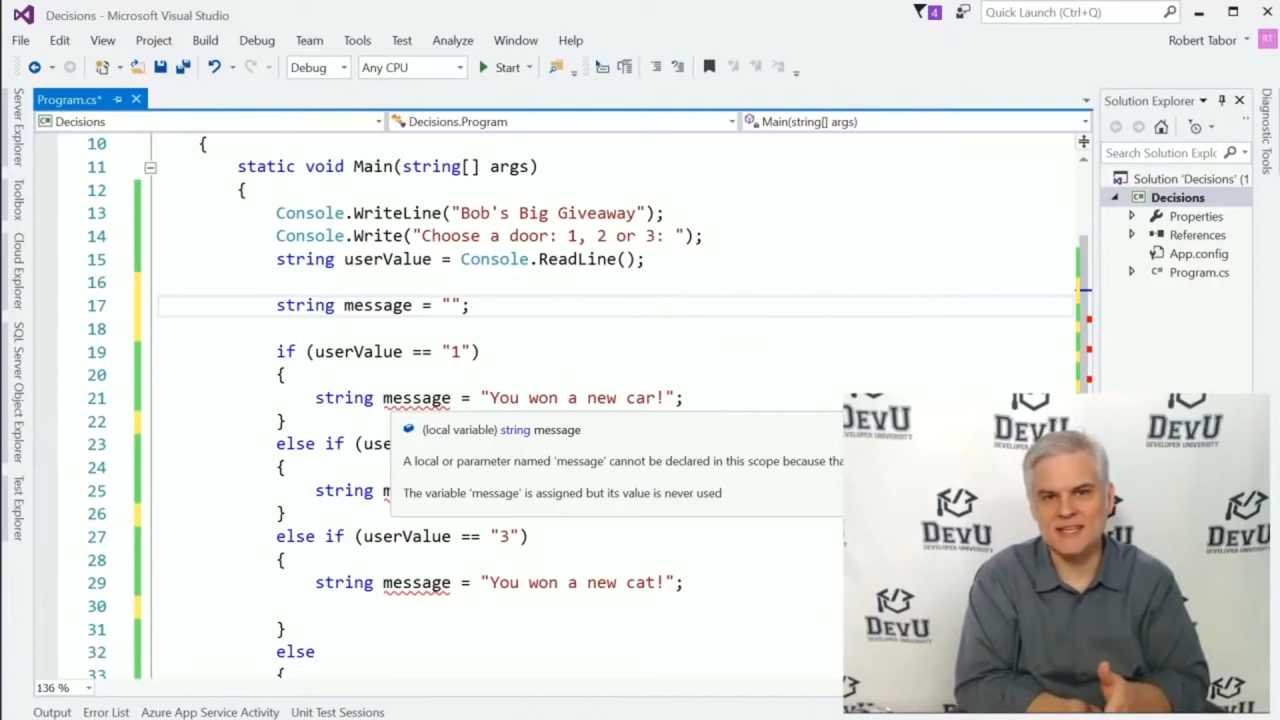 Decisions - Microsoft Visual Studio
4
Quick Launch (Ctrl+Q)
File Edit View Project Build Debug Team Tools Test Analyze Window Help
Robert Tabor RT
Debug Any CPU Start
Program.cs*
Decisions Decisions.Program Main(string[] args)
Server Explorer
Toolbox
Cloud Explorer
SQL Server Object Explorer
Test Explorer
10 {
11 static void Main(string[] args)
12 {
13 Console.WriteLine("Bob's Big Giveaway");
14 Console.Write("Choose a door: 1, 2 or 3: ");
15 string userValue = Console.ReadLine();
16
17 string message = "";
18
19 if (userValue == "1")
20 {
21 string message = "You won a new car!";
22 }
23 else if (use
24 {
25 string m
26 }
27 else if (userValue == "3")
28 {
29 string message = "You won a new cat!";
30
31 }
32 else
33 {
(local variable) string message
A local or parameter named 'message' cannot be declared in this scope because tha
The variable 'message' is assigned but its value is never used
Solution Explorer
Search Solution Explc
Solution 'Decisions' (1
Decisions
Properties
References
App.config
Program.cs
Diagnostic Tools
136 %
Output Error List Azure App Service Activity Unit Test Sessions
DevU
DEVELOPER UNIVERSITY
DevU
DevU
DEVELOPER UNIVERSITY
DevU
DEVELOPER UNIVERSITY
DevU
DevU
DEVELOPER UNIVERSITY